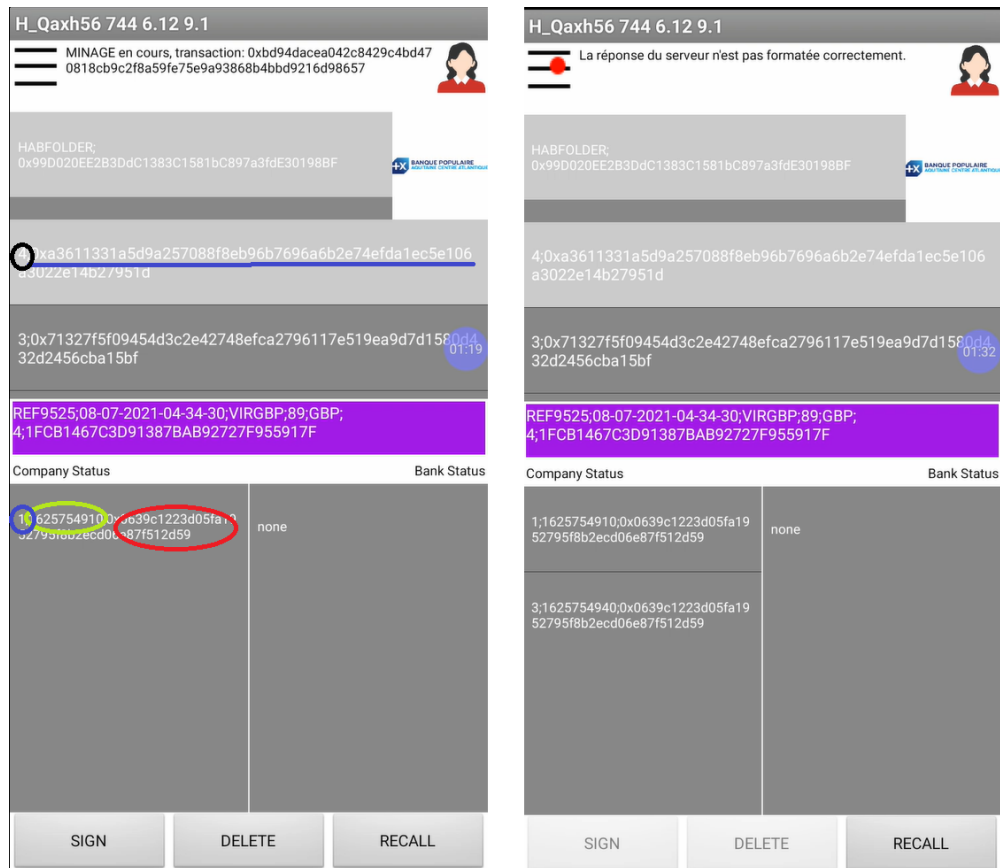 H_Qaxh56 744 6.12 9.1
MINAGE en cours, transaction: 0xbd94dacea042c8429c4bd47
0818cb9c2f8a59fe75e9a93868b4bbd9216d98657
HABFOLDER;
0x99D020EE2B3DdC1383C1581bC897a3fdE30198BF
BANQUE POPULAIRE
AQUITAINE CENTRE ATLANTIQUE
4;0xa3611331a5d9a257088f8eb96b7696a6b2e74efda1ec5e106
a3022e14b27951d
3;0x71327f5f09454d3c2e42748efca2796117e519ea9d7d1580d4
32d2456cba15bf
01:19
REF9525;08-07-2021-04-34-30;VIRGBP;89;GBP;
4;1FCB1467C3D91387BAB92727F955917F
Company Status
Bank Status
1;1625754910;0x0639c1223d05fa19
52795f8b2ecd06e87f512d59
none
SIGN
DELETE
RECALL
H_Qaxh56 744 6.12 9.1
La réponse du serveur n'est pas formatée correctement.
HABFOLDER;
0x99D020EE2B3DdC1383C1581bC897a3fdE30198BF
BANQUE POPULAIRE
AQUITAINE CENTRE ATLANTIQUE
4;0xa3611331a5d9a257088f8eb96b7696a6b2e74efda1ec5e106
a3022e14b27951d
3;0x71327f5f09454d3c2e42748efca2796117e519ea9d7d1580d4
32d2456cba15bf
01:32
REF9525;08-07-2021-04-34-30;VIRGBP;89;GBP;
4;1FCB1467C3D91387BAB92727F955917F
Company Status
Bank Status
1;1625754910;0x0639c1223d05fa19
52795f8b2ecd06e87f512d59
none
3;1625754940;0x0639c1223d05fa19
52795f8b2ecd06e87f512d59
SIGN
DELETE
RECALL